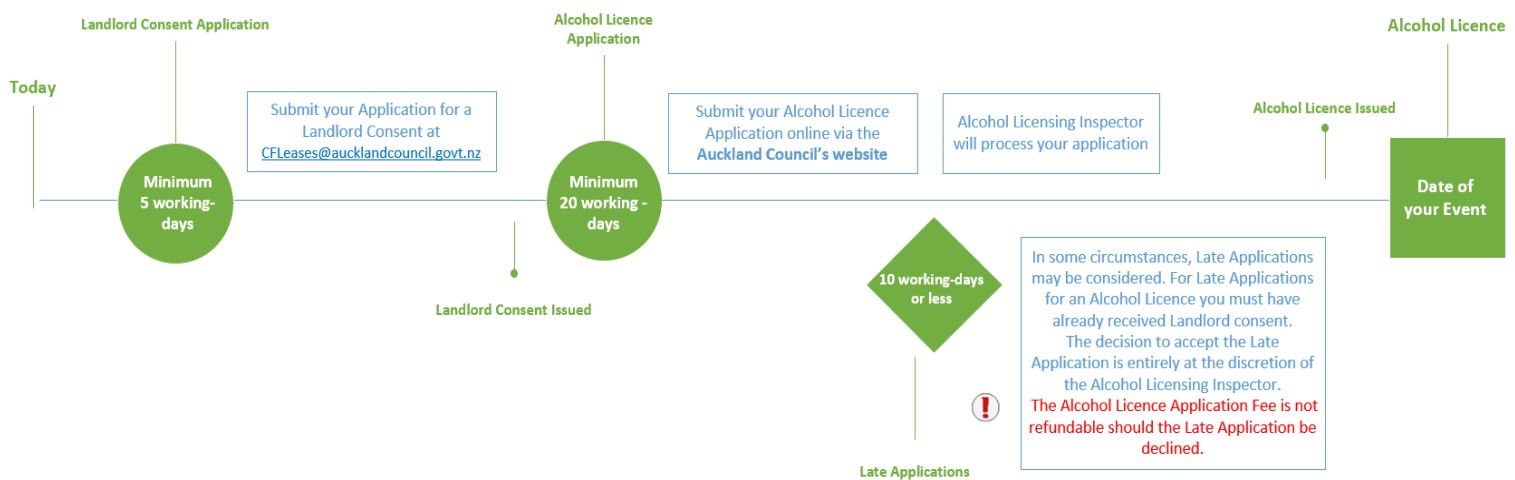 Landlord Consent Application
Alcohol Licence
Application
Alcohol Licence
Today
Submit your Application for a
Landlord Consent at
CFLeases@aucklandcouncil.govt.nz
Submit your Alcohol Licence
Application online via the
Auckland Council's website
Alcohol Licensing Inspector
will process your application
Alcohol Licence Issued
Minimum
5 working-
days
Minimum
20 working -
days
Date of
your Event
Landlord Consent Issued
10 working-days
or less
In some circumstances, Late Applications
may be considered. For Late Applications
for an Alcohol Licence you must have
already received Landlord consent.
The decision to accept the Late
Application is entirely at the discretion of
the Alcohol Licensing Inspector.
The Alcohol Licence Application Fee is not
refundable should the Late Application be
declined.
!
Late Applications